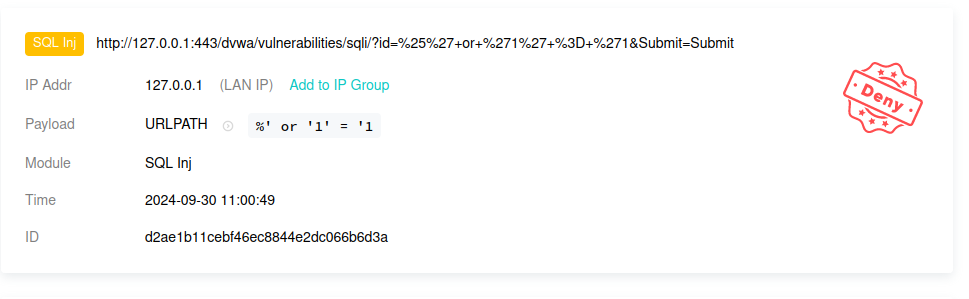 SQL Inj http://127.0.0.1:443/dvwa/vulnerabilities/sqli/?id=%25%27+or+%271%27+%3D+%271&Submit=Submit
IP Addr 127.0.0.1 (LAN IP) Add to IP Group
Deny
Payload URLPATH %' or '1' = '1
Module SQL Inj
Time 2024-09-30 11:00:49
ID d2ae1b11cebf46ec8844e2dc066b6d3a